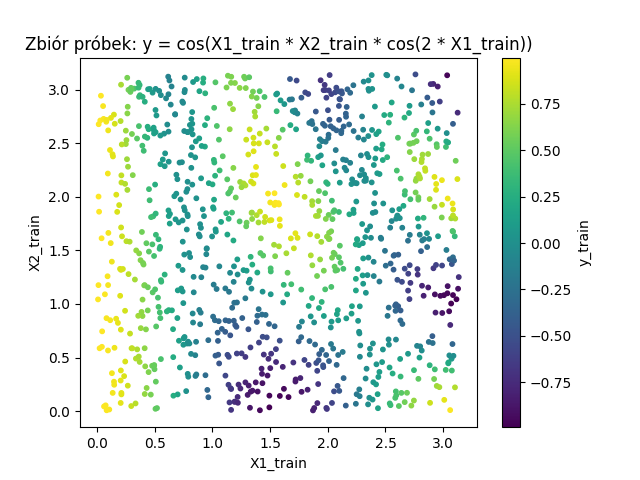 Zbiór próbek: y = cos(X1_train * X2_train * cos(2 * X1_train))
3.0
2.5
2.0
1.5
1.0
0.5
0.0
X2_train
0.0 0.5 1.0 1.5 2.0 2.5 3.0
X1_train
0.75
0.50
0.25
0.00
−0.25
−0.50
−0.75
y_train